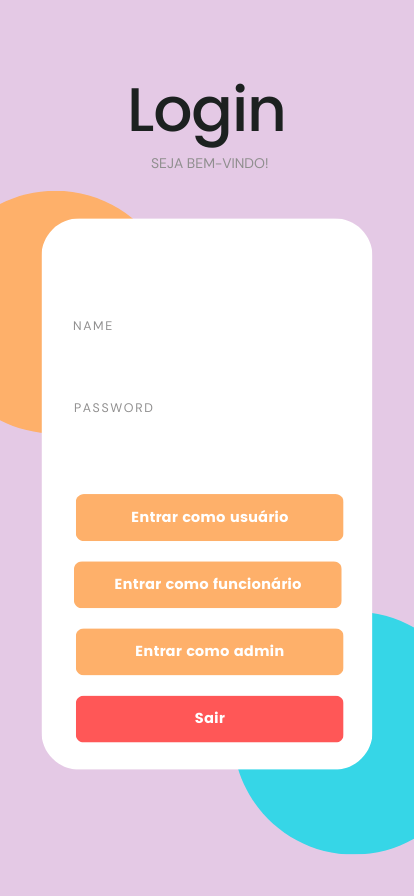 Login
SEJA BEM-VINDO!
NAME
PASSWORD
Entrar como usuário
Entrar como funcionário
Entrar como admin
Sair